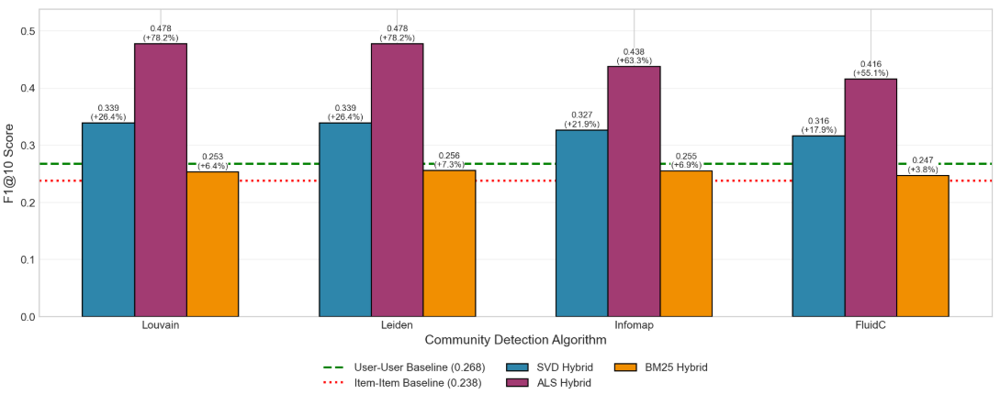 F1@10 Score
0.5
0.4
0.3
0.2
0.1
0.0
0.339
(+26.4%)
0.478
(+78.2%)
0.253
(+6.4%)
0.339
(+26.4%)
0.478
(+78.2%)
0.256
(+7.3%)
0.327
(+21.9%)
0.438
(+63.3%)
0.255
(+6.9%)
0.316
(+17.9%)
0.416
(+55.1%)
0.247
(+3.8%)
Louvain
Leiden
Infomap
FluidC
Community Detection Algorithm
User-User Baseline (0.268)
Item-Item Baseline (0.238)
SVD Hybrid
ALS Hybrid
BM25 Hybrid